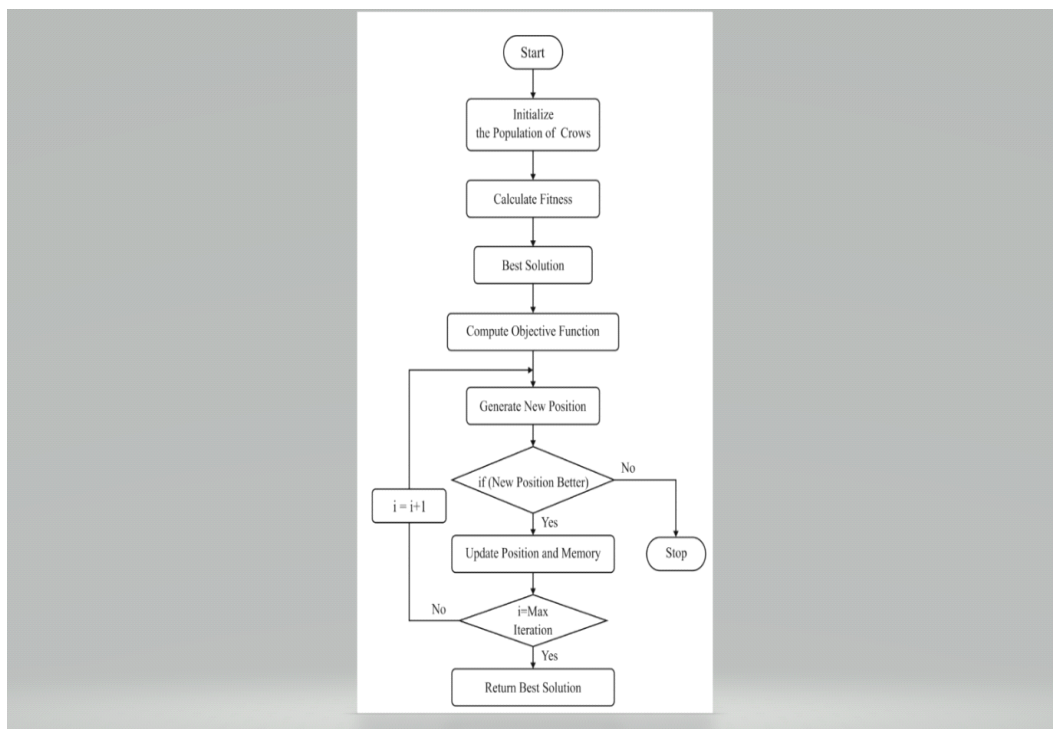 Start
Initialize
the Population of Crows
Calculate Fitness
Best Solution
Compute Objective Function
Generate New Position
if (New Position Better)
No
i = i+1
Yes
Update Position and Memory
Stop
No
i=Max
Iteration
Yes
Return Best Solution